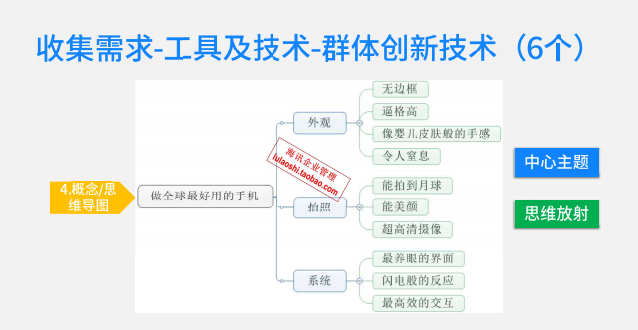 收集需求-工具及技术-群体创新技术（6个）
4.概念/思
维导图
做全球最好用的手机
外观
无边框
逼格高
像婴儿皮肤般的手感
令人窒息
拍照
能拍到月球
能美颜
超高清摄像
系统
最养眼的界面
闪电般的反应
最高效的交互
海讯企业管理
lulaoshi.taobao.com
中心主题
思维放射